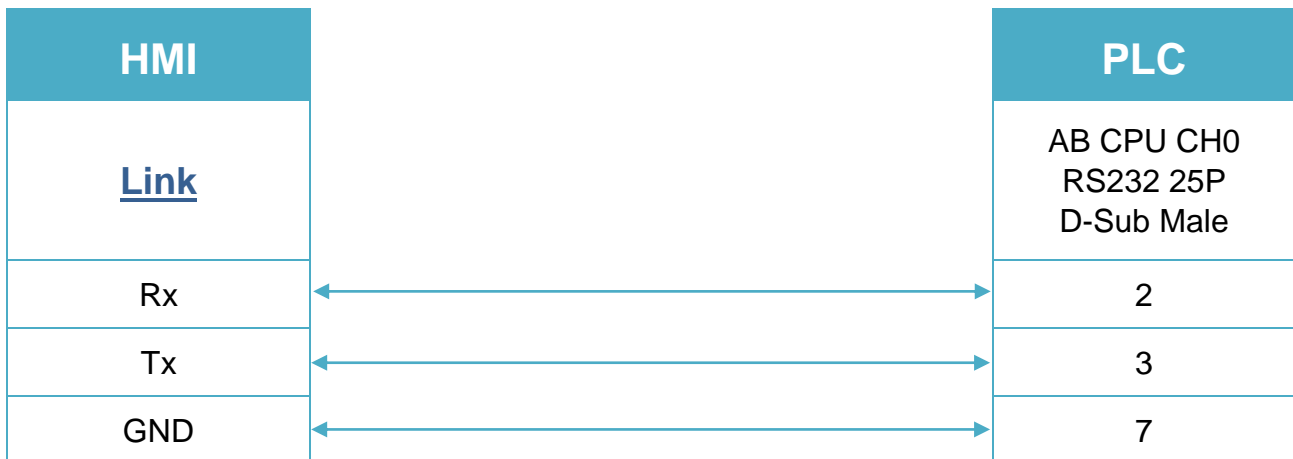 HMI PLC
Link AB CPU CH0
RS232 25P
D-Sub Male
Rx 2
Tx 3
GND 7